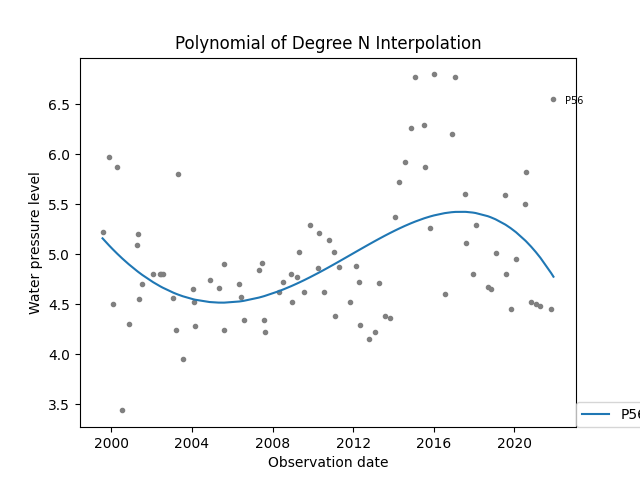 Polynomial of Degree N Interpolation
Water pressure level
6.5
6.0
5.5
5.0
4.5
4.0
3.5
P56
P56
2000 2004 2008 2012 2016 2020
Observation date